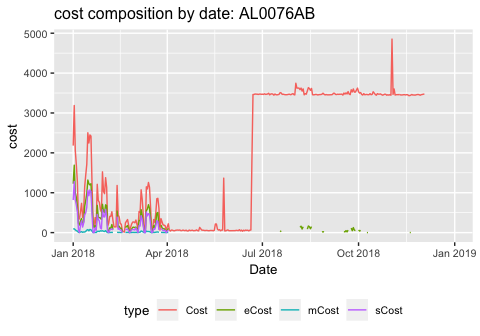 cost composition by date: AL0076AB
5000
4000
3000
2000
1000
0
cost
Jan 2018 Apr 2018 Jul 2018 Oct 2018 Jan 2019
Date
type Cost eCost mCost sCost